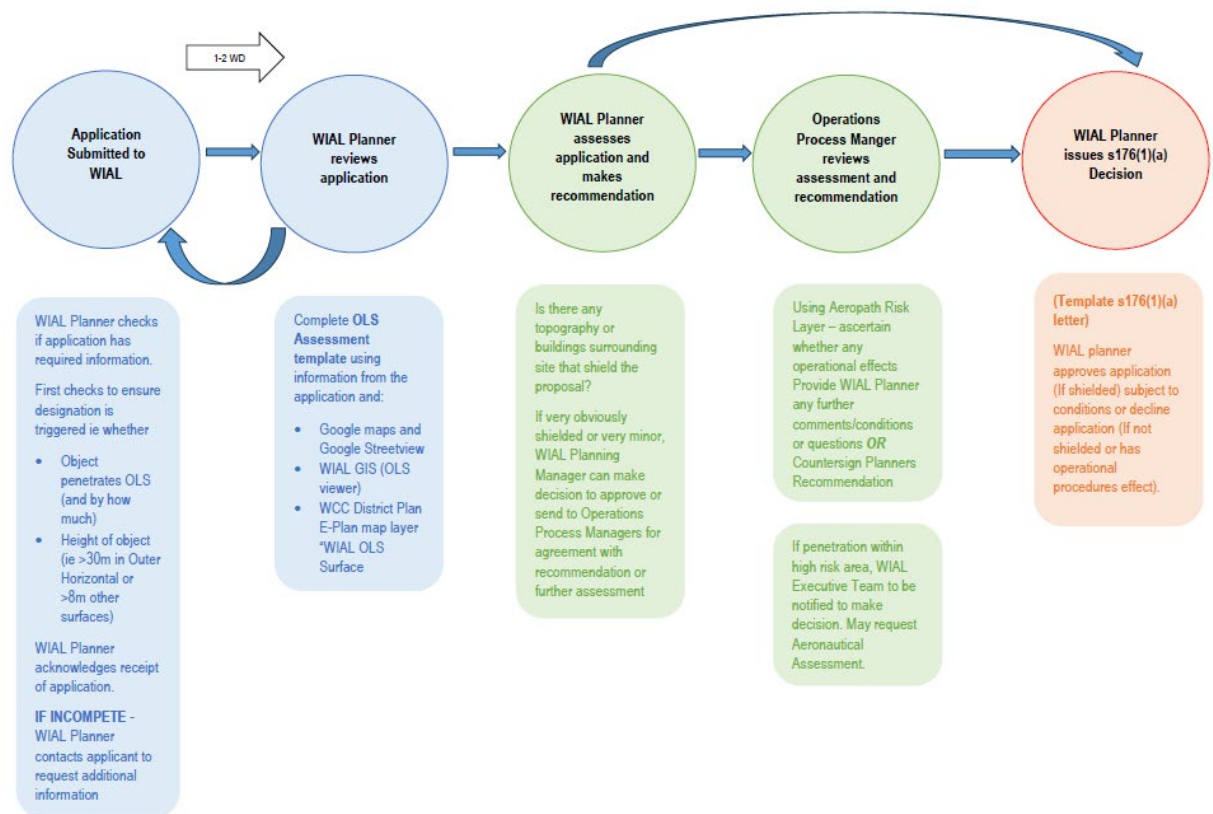 1-2 WD
Application
Submitted to
WIAL
WIAL Planner
reviews
application
WIAL Planner
assesses
application and
makes
recommendation
Operations
Process Manger
reviews
assessment and
recommendation
WIAL Planner
issues s176(1)(a)
Decision
WIAL Planner checks
if application has
required information.
First checks to ensure
designation is
triggered ie whether
• Object
penetrates OLS
(and by how
much)
• Height of object
(ie >30m in Outer
Horizontal or
>8m other
surfaces)
WIAL Planner
acknowledges receipt
of application.
IF INCOMPETE -
WIAL Planner
contacts applicant to
request additional
information
Complete OLS
Assessment
template using
information from the
application and:
• Google maps and
Google Streetview
• WIAL GIS (OLS
viewer)
• WCC District Plan
E-Plan map layer
“WIAL OLS
Surface
Is there any
topography or
buildings surrounding
site that shield the
proposal?
If very obviously
shielded or very minor,
WIAL Planning
Manager can make
decision to approve or
send to Operations
Process Managers for
agreement with
recommendation or
further assessment
Using Aeropath Risk
Layer – ascertain
whether any
operational effects
Provide WIAL Planner
any further
comments/conditions
or questions OR
Countersign Planners
Recommendation
If penetration within
high risk area, WIAL
Executive Team to be
notified to make
decision. May request
Aeronautical
Assessment.
(Template s176(1)(a)
letter)
WIAL planner
approves application
(If shielded) subject to
conditions or decline
application (If not
shielded or has
operational
procedures effect).